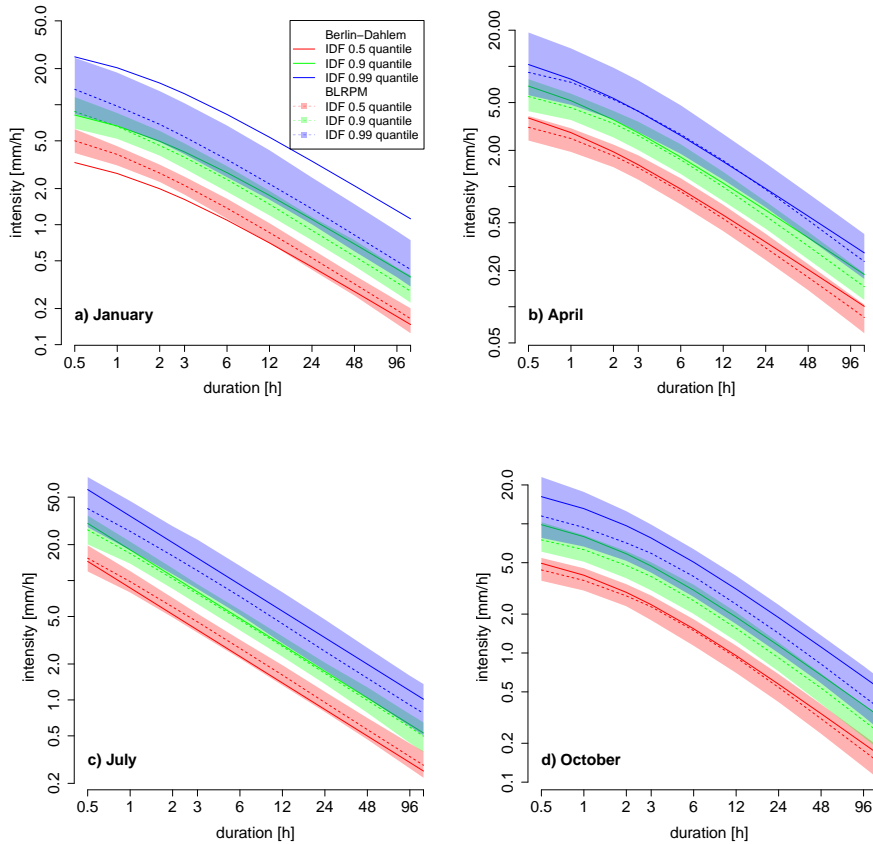 Berlin−Dahlem
IDF 0.5 quantile
IDF 0.9 quantile
IDF 0.99 quantile
BLRPM
IDF 0.5 quantile
IDF 0.9 quantile
IDF 0.99 quantile
intensity [mm/h]
50.0
20.0
5.0
2.0
1.0
0.5
0.2
0.1
a) January
0.5 1 2 3 6 12 24 48 96
duration [h]
intensity [mm/h]
20.00
5.00
2.00
0.50
0.20
0.05
b) April
0.5 1 2 3 6 12 24 48 96
duration [h]
intensity [mm/h]
50.0
20.0
5.0
2.0
1.0
0.5
0.2
c) July
0.5 1 2 3 6 12 24 48 96
duration [h]
intensity [mm/h]
20.0
5.0
2.0
1.0
0.5
0.2
0.1
d) October
0.5 1 2 3 6 12 24 48 96
duration [h]